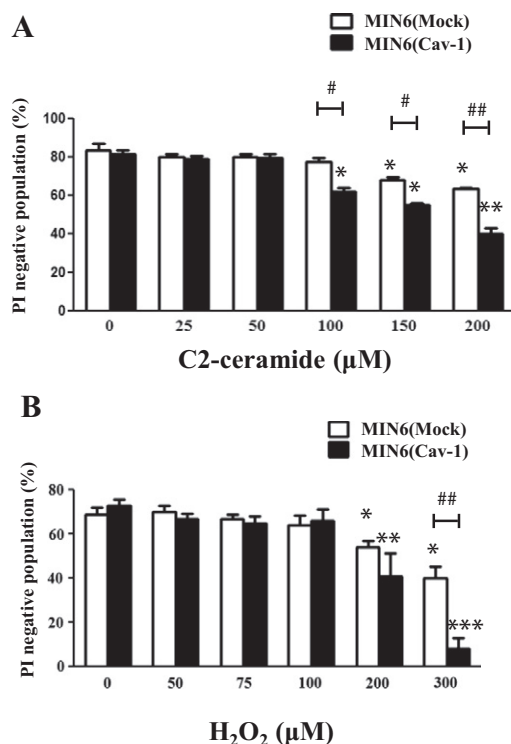 A
MIN6(Mock)
MIN6(Cav-1)
# # ##
PI negative population (%)
100
80
60
40
20
0
* * * * **
0 25 50 100 150 200
C2-ceramide (μM)
B
MIN6(Mock)
MIN6(Cav-1)
##
PI negative population (%)
80
60
40
20
0
* ** * ***
0 50 75 100 200 300
H₂O₂ (μM)